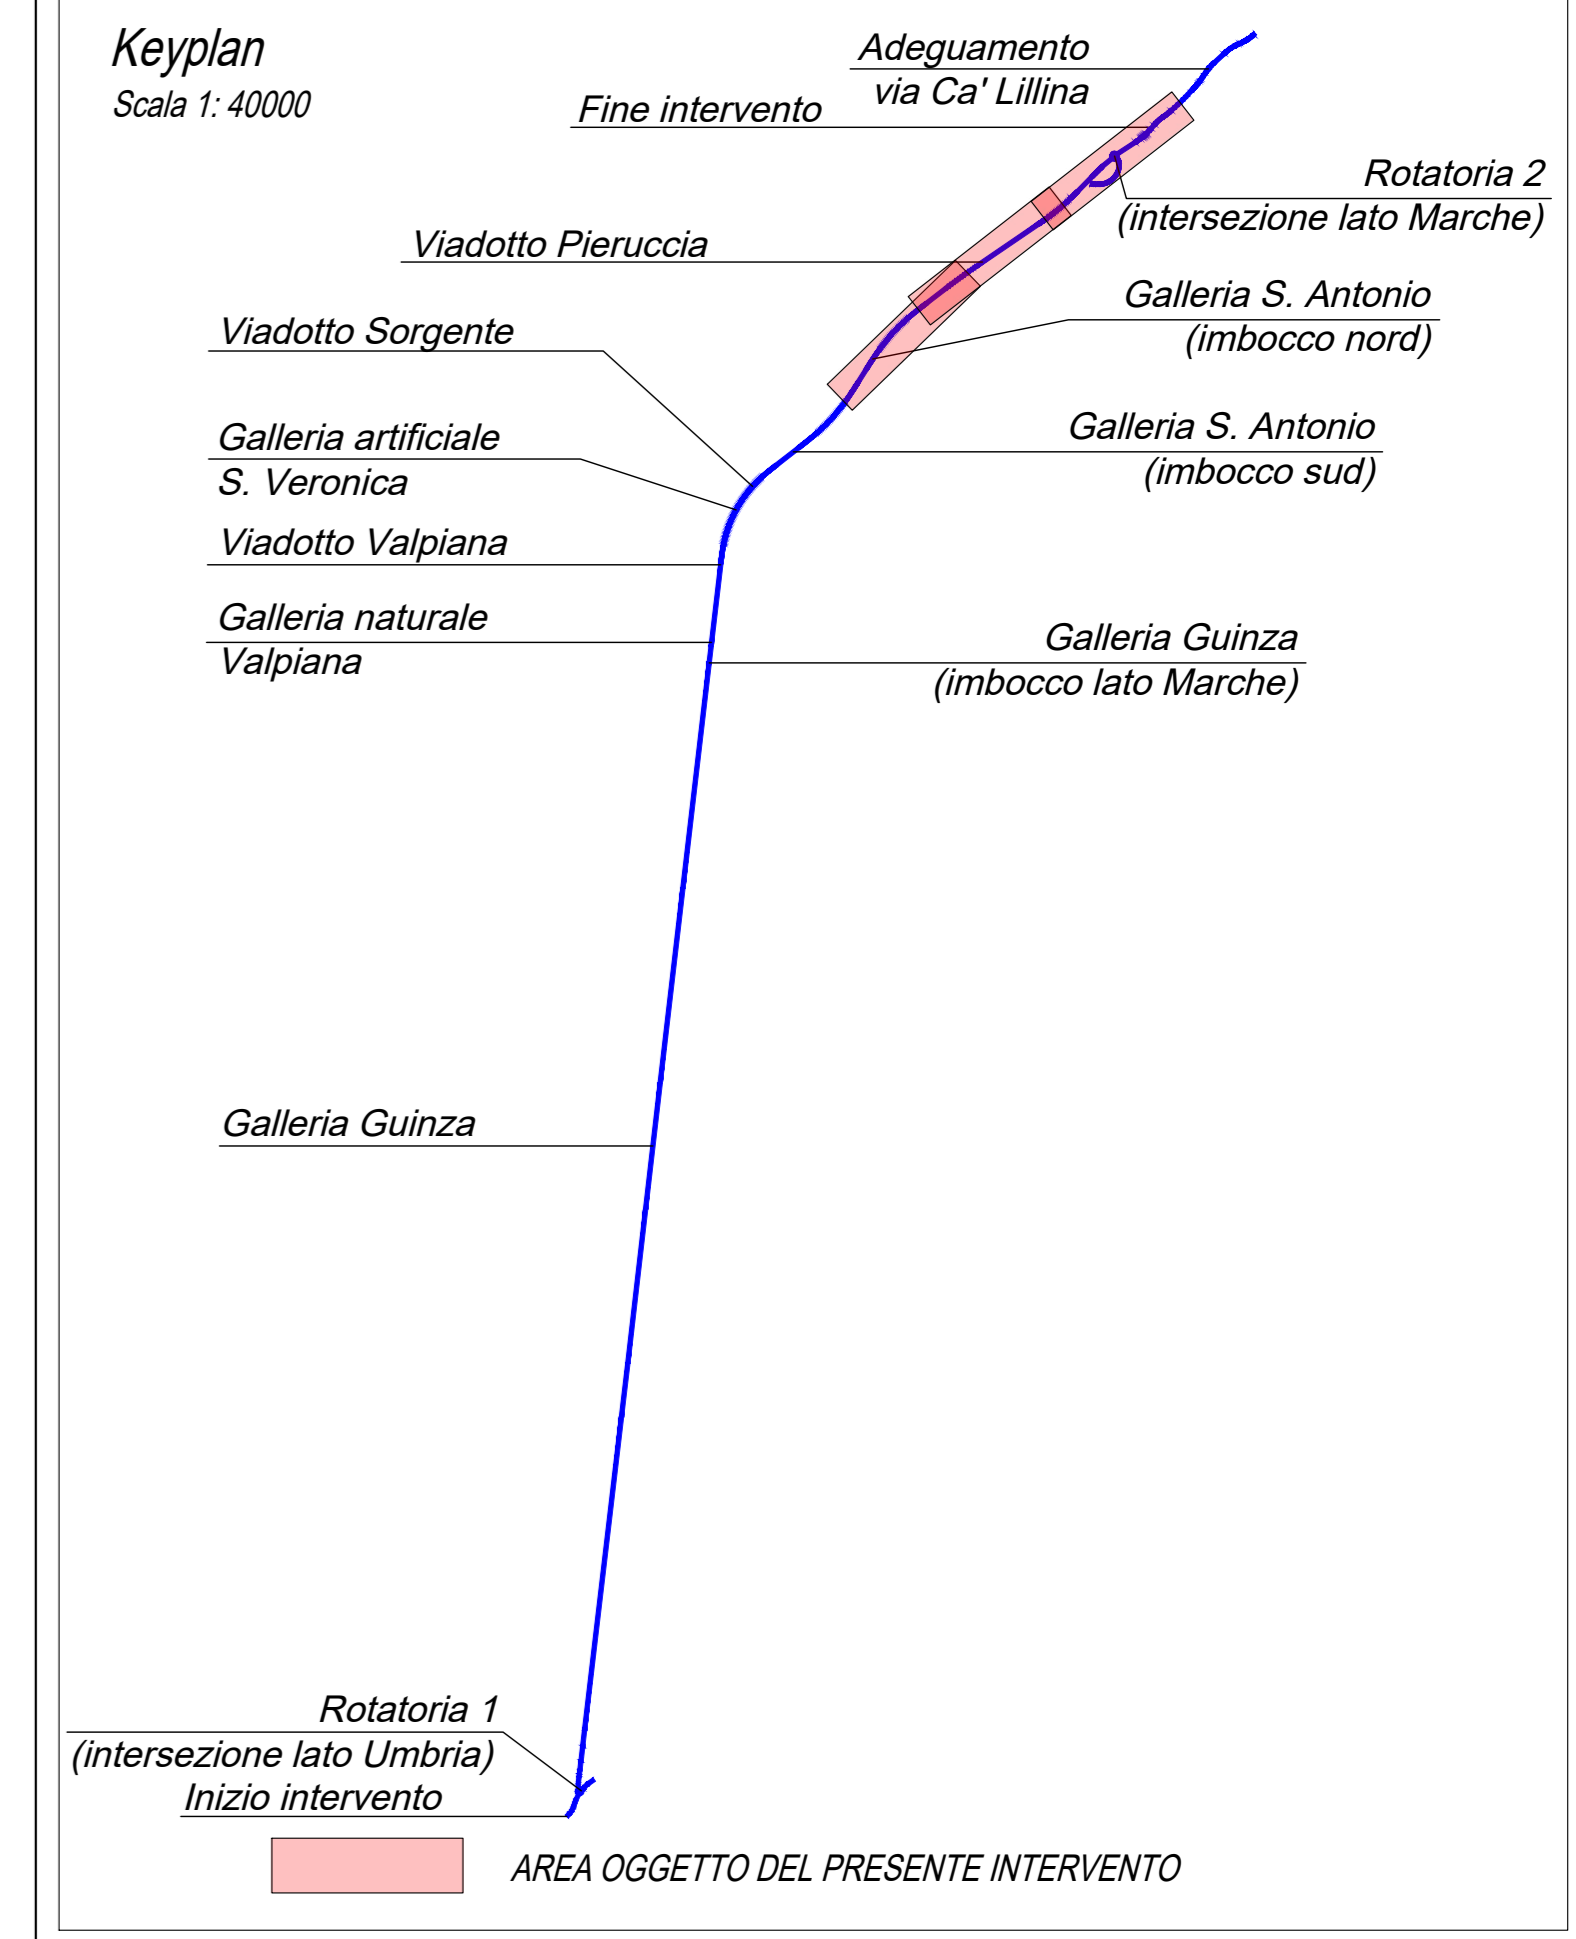 Keyplan
Scala 1: 40000
Adeguamento
via Ca' Lillina
Fine intervento
Rotatoria 2
(intersezione lato Marche)
Viadotto Pieruccia
Galleria S. Antonio
(imbocco nord)
Viadotto Sorgente
Galleria S. Antonio
(imbocco sud)
Galleria artificiale
S. Veronica
Viadotto Valpiana
Galleria naturale
Valpiana
Galleria Guinza
(imbocco lato Marche)
Galleria Guinza
Rotatoria 1
(intersezione lato Umbria)
Inizio intervento
AREA OGGETTO DEL PRESENTE INTERVENTO